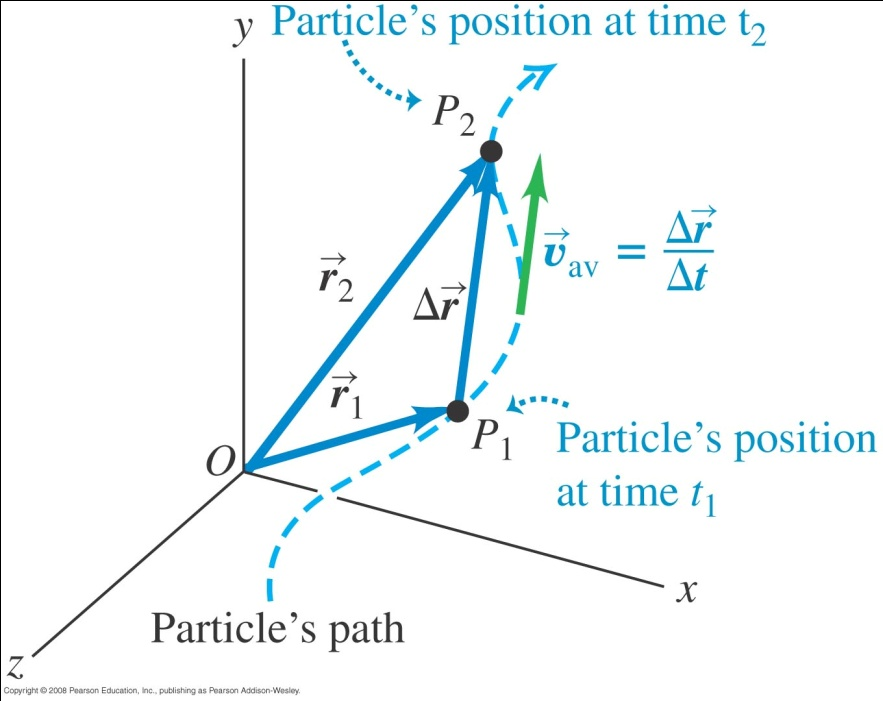 y
Particle's position at time t₂
P₂
r⃗₂
Δr⃗
v⃗av = Δr⃗/Δt
r⃗₁
P₁
Particle's position
at time t₁
O
x
Particle's path
z
Copyright © 2008 Pearson Education, Inc., publishing as Pearson Addison-Wesley.